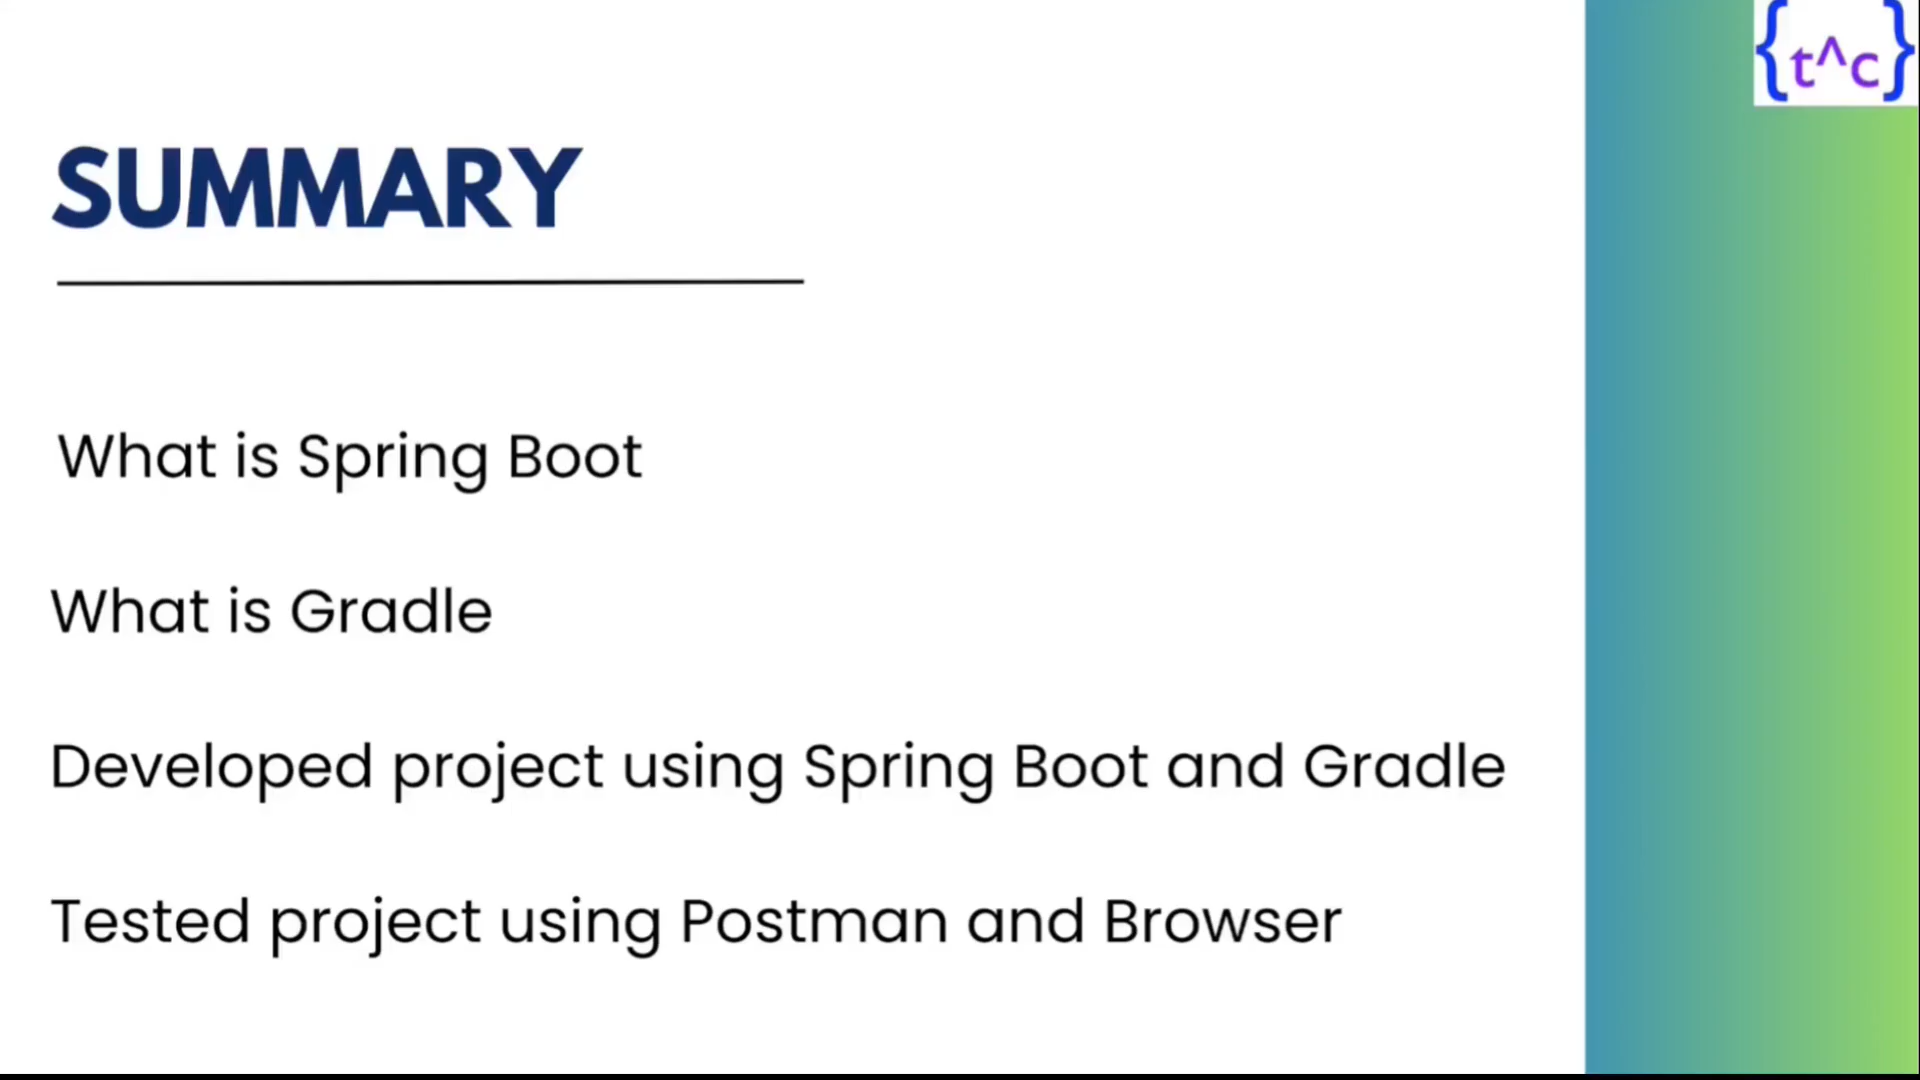 {t^c}
SUMMARY
What is Spring Boot
What is Gradle
Developed project using Spring Boot and Gradle
Tested project using Postman and Browser